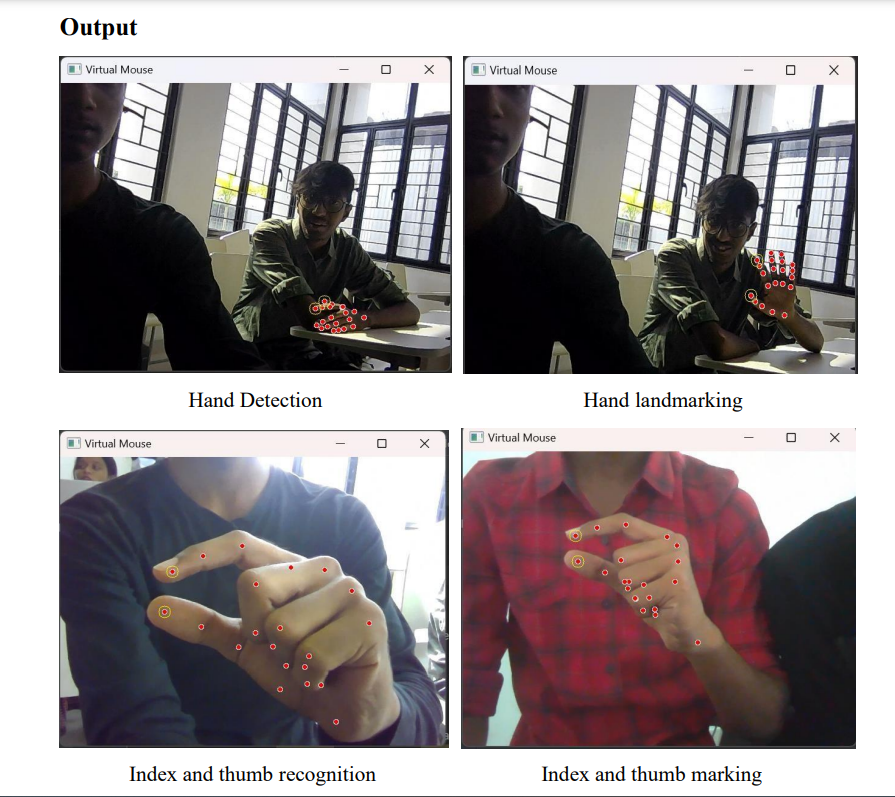 Output
Virtual Mouse
Virtual Mouse
Hand Detection
Hand landmarking
Virtual Mouse
Virtual Mouse
Index and thumb recognition
Index and thumb marking